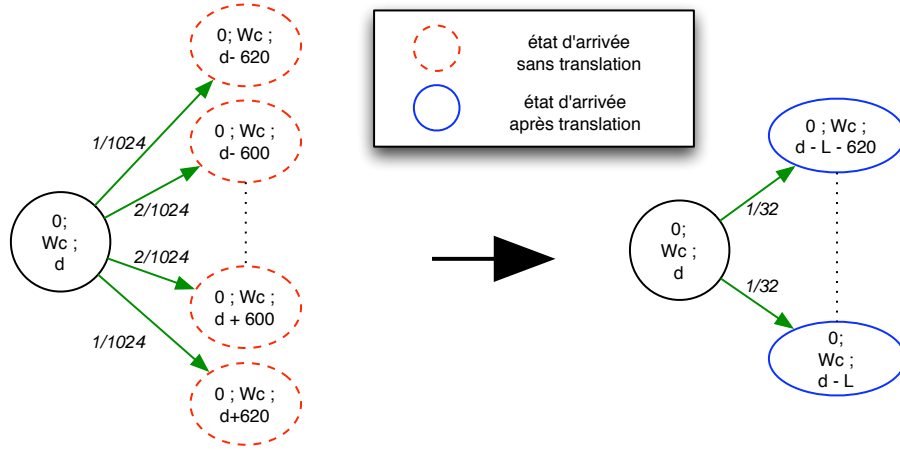 0; Wc ;
d- 620
0 ; Wc ;
d- 600
1/1024
2/1024
0;
Wc ;
d
2/1024
1/1024
0 ; Wc ;
d + 600
0 ; Wc ;
d+620
état d'arrivée
sans translation
état d'arrivée
après translation
0 ; Wc ;
d - L - 620
1/32
0;
Wc ;
d
1/32
0;
Wc ;
d - L